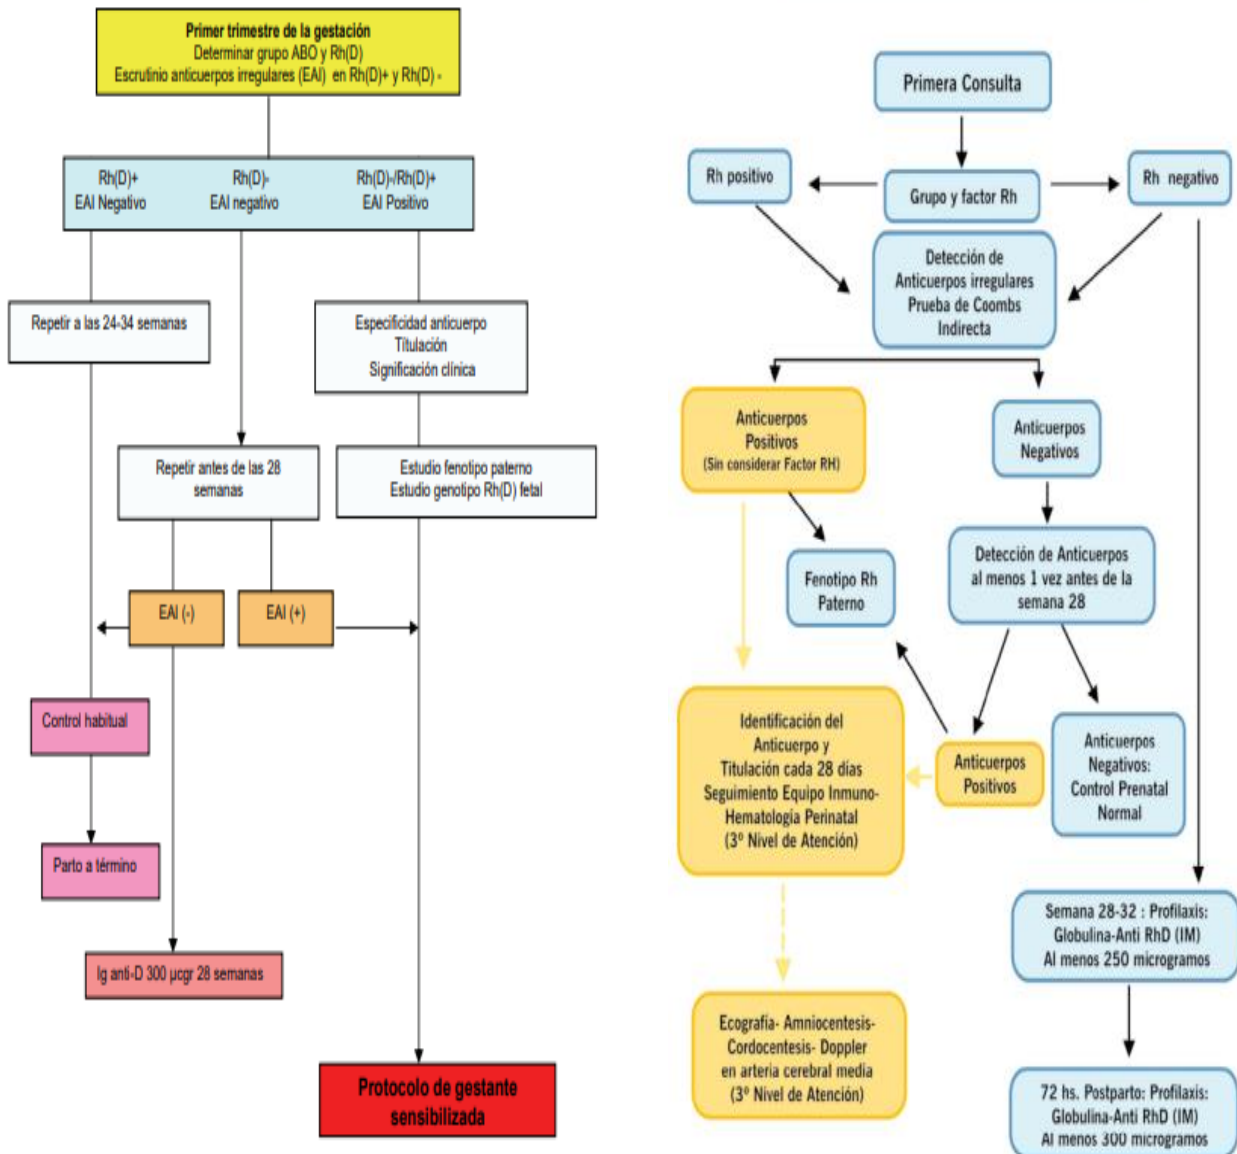 Primer trimestre de la gestación
Determinar grupo ABO y Rh(D)
Escrutinio anticuerpos irregulares (EAI) en Rh(D)+ y Rh(D) -
Rh(D)+
EAI Negativo
Rh(D)-
EAI negativo
Rh(D)-/Rh(D)+
EAI Positivo
Repetir a las 24-34 semanas
Especificidad anticuerpo
Titulación
Significación clínica
Repetir antes de las 28
semanas
Estudio fenotipo paterno
Estudio genotipo Rh(D) fetal
EAI (-)
EAI (+)
Control habitual
Parto a término
Ig anti-D 300 µcgr 28 semanas
Protocolo de gestante
sensibilizada
Primera Consulta
Rh positivo
Grupo y factor Rh
Rh negativo
Detección de
Anticuerpos irregulares
Prueba de Coombs
Indirecta
Anticuerpos
Positivos
(Sin considerar Factor RH)
Anticuerpos
Negativos
Fenotipo Rh
Paterno
Detección de Anticuerpos
al menos 1 vez antes de la
semana 28
Identificación del
Anticuerpo y
Titulación cada 28 días
Seguimiento Equipo Inmuno-
Hematología Perinatal
(3º Nivel de Atención)
Anticuerpos
Positivos
Anticuerpos
Negativos:
Control Prenatal
Normal
Semana 28-32 : Profilaxis:
Globulina-Anti RhD (IM)
Al menos 250 microgramos
Ecografía- Amniocentesis-
Cordocentesis- Doppler
en arteria cerebral media
(3º Nivel de Atención)
72 hs. Postparto: Profilaxis:
Globulina-Anti RhD (IM)
Al menos 300 microgramos